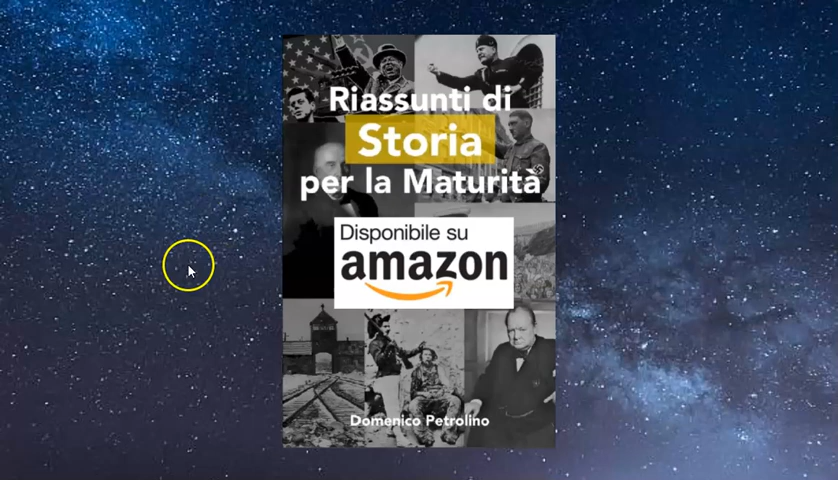 Riassunti di
Storia
per la Maturità
Disponibile su
amazon
Domenico Petrolino